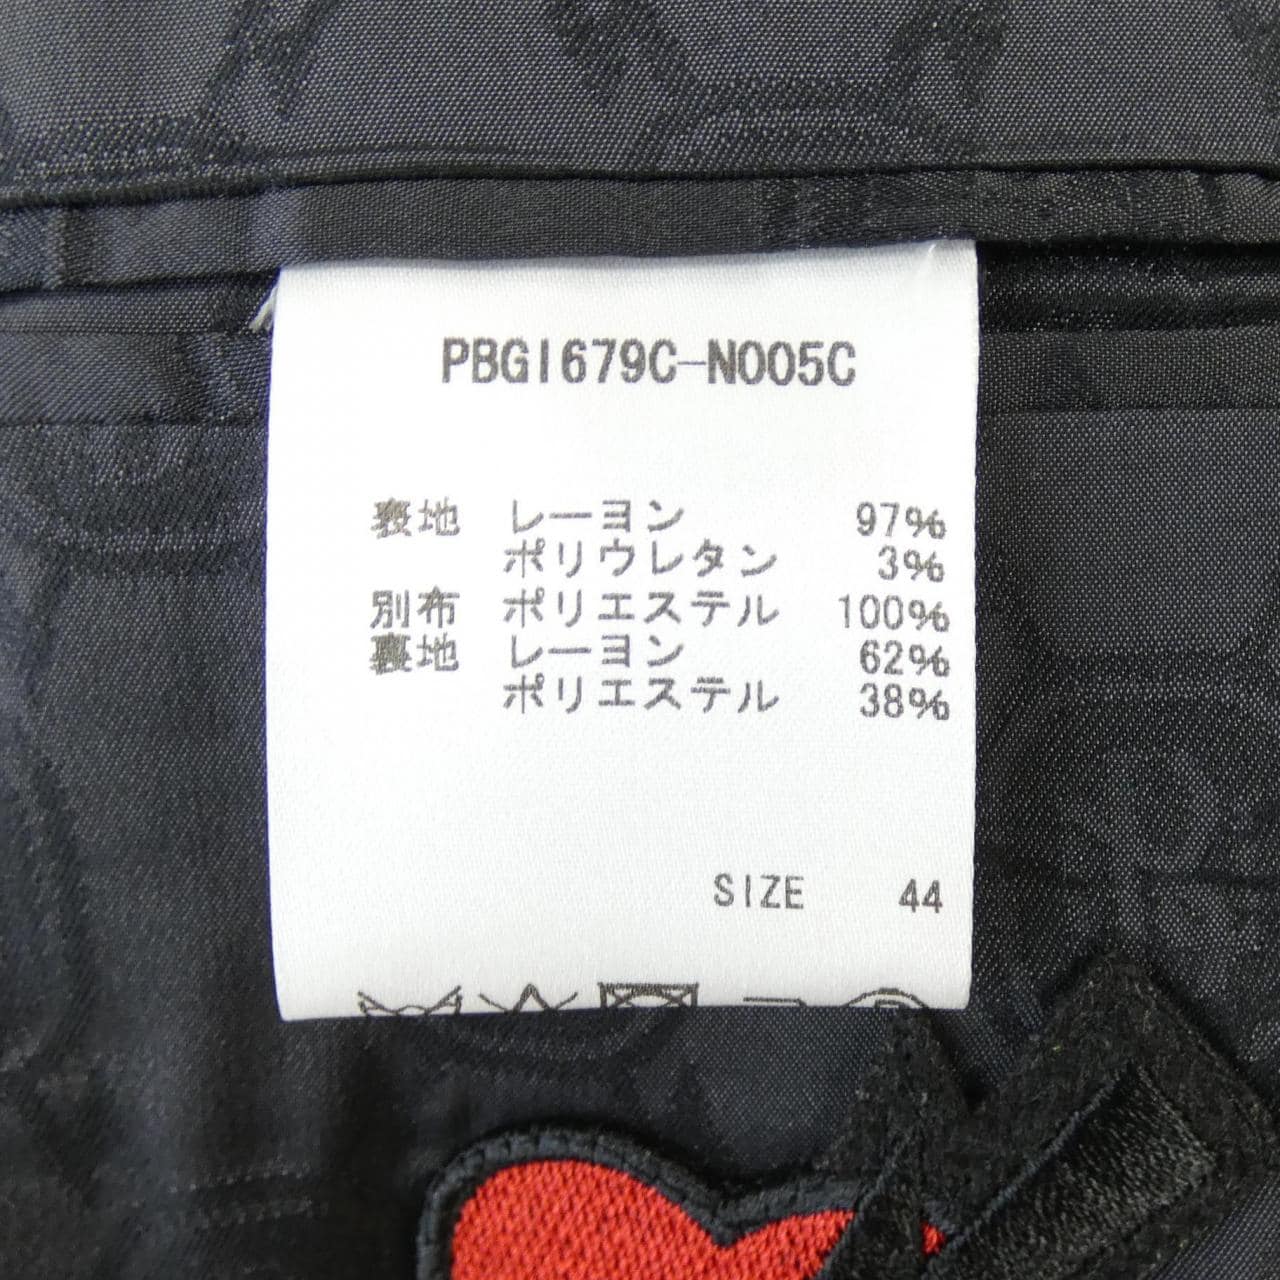 PBGI679C-N005C
表地 レーヨン 97%
ポリウレタン 3%
別布 ポリエステル 100%
裏地 レーヨン 62%
ポリエステル 38%
SIZE 44